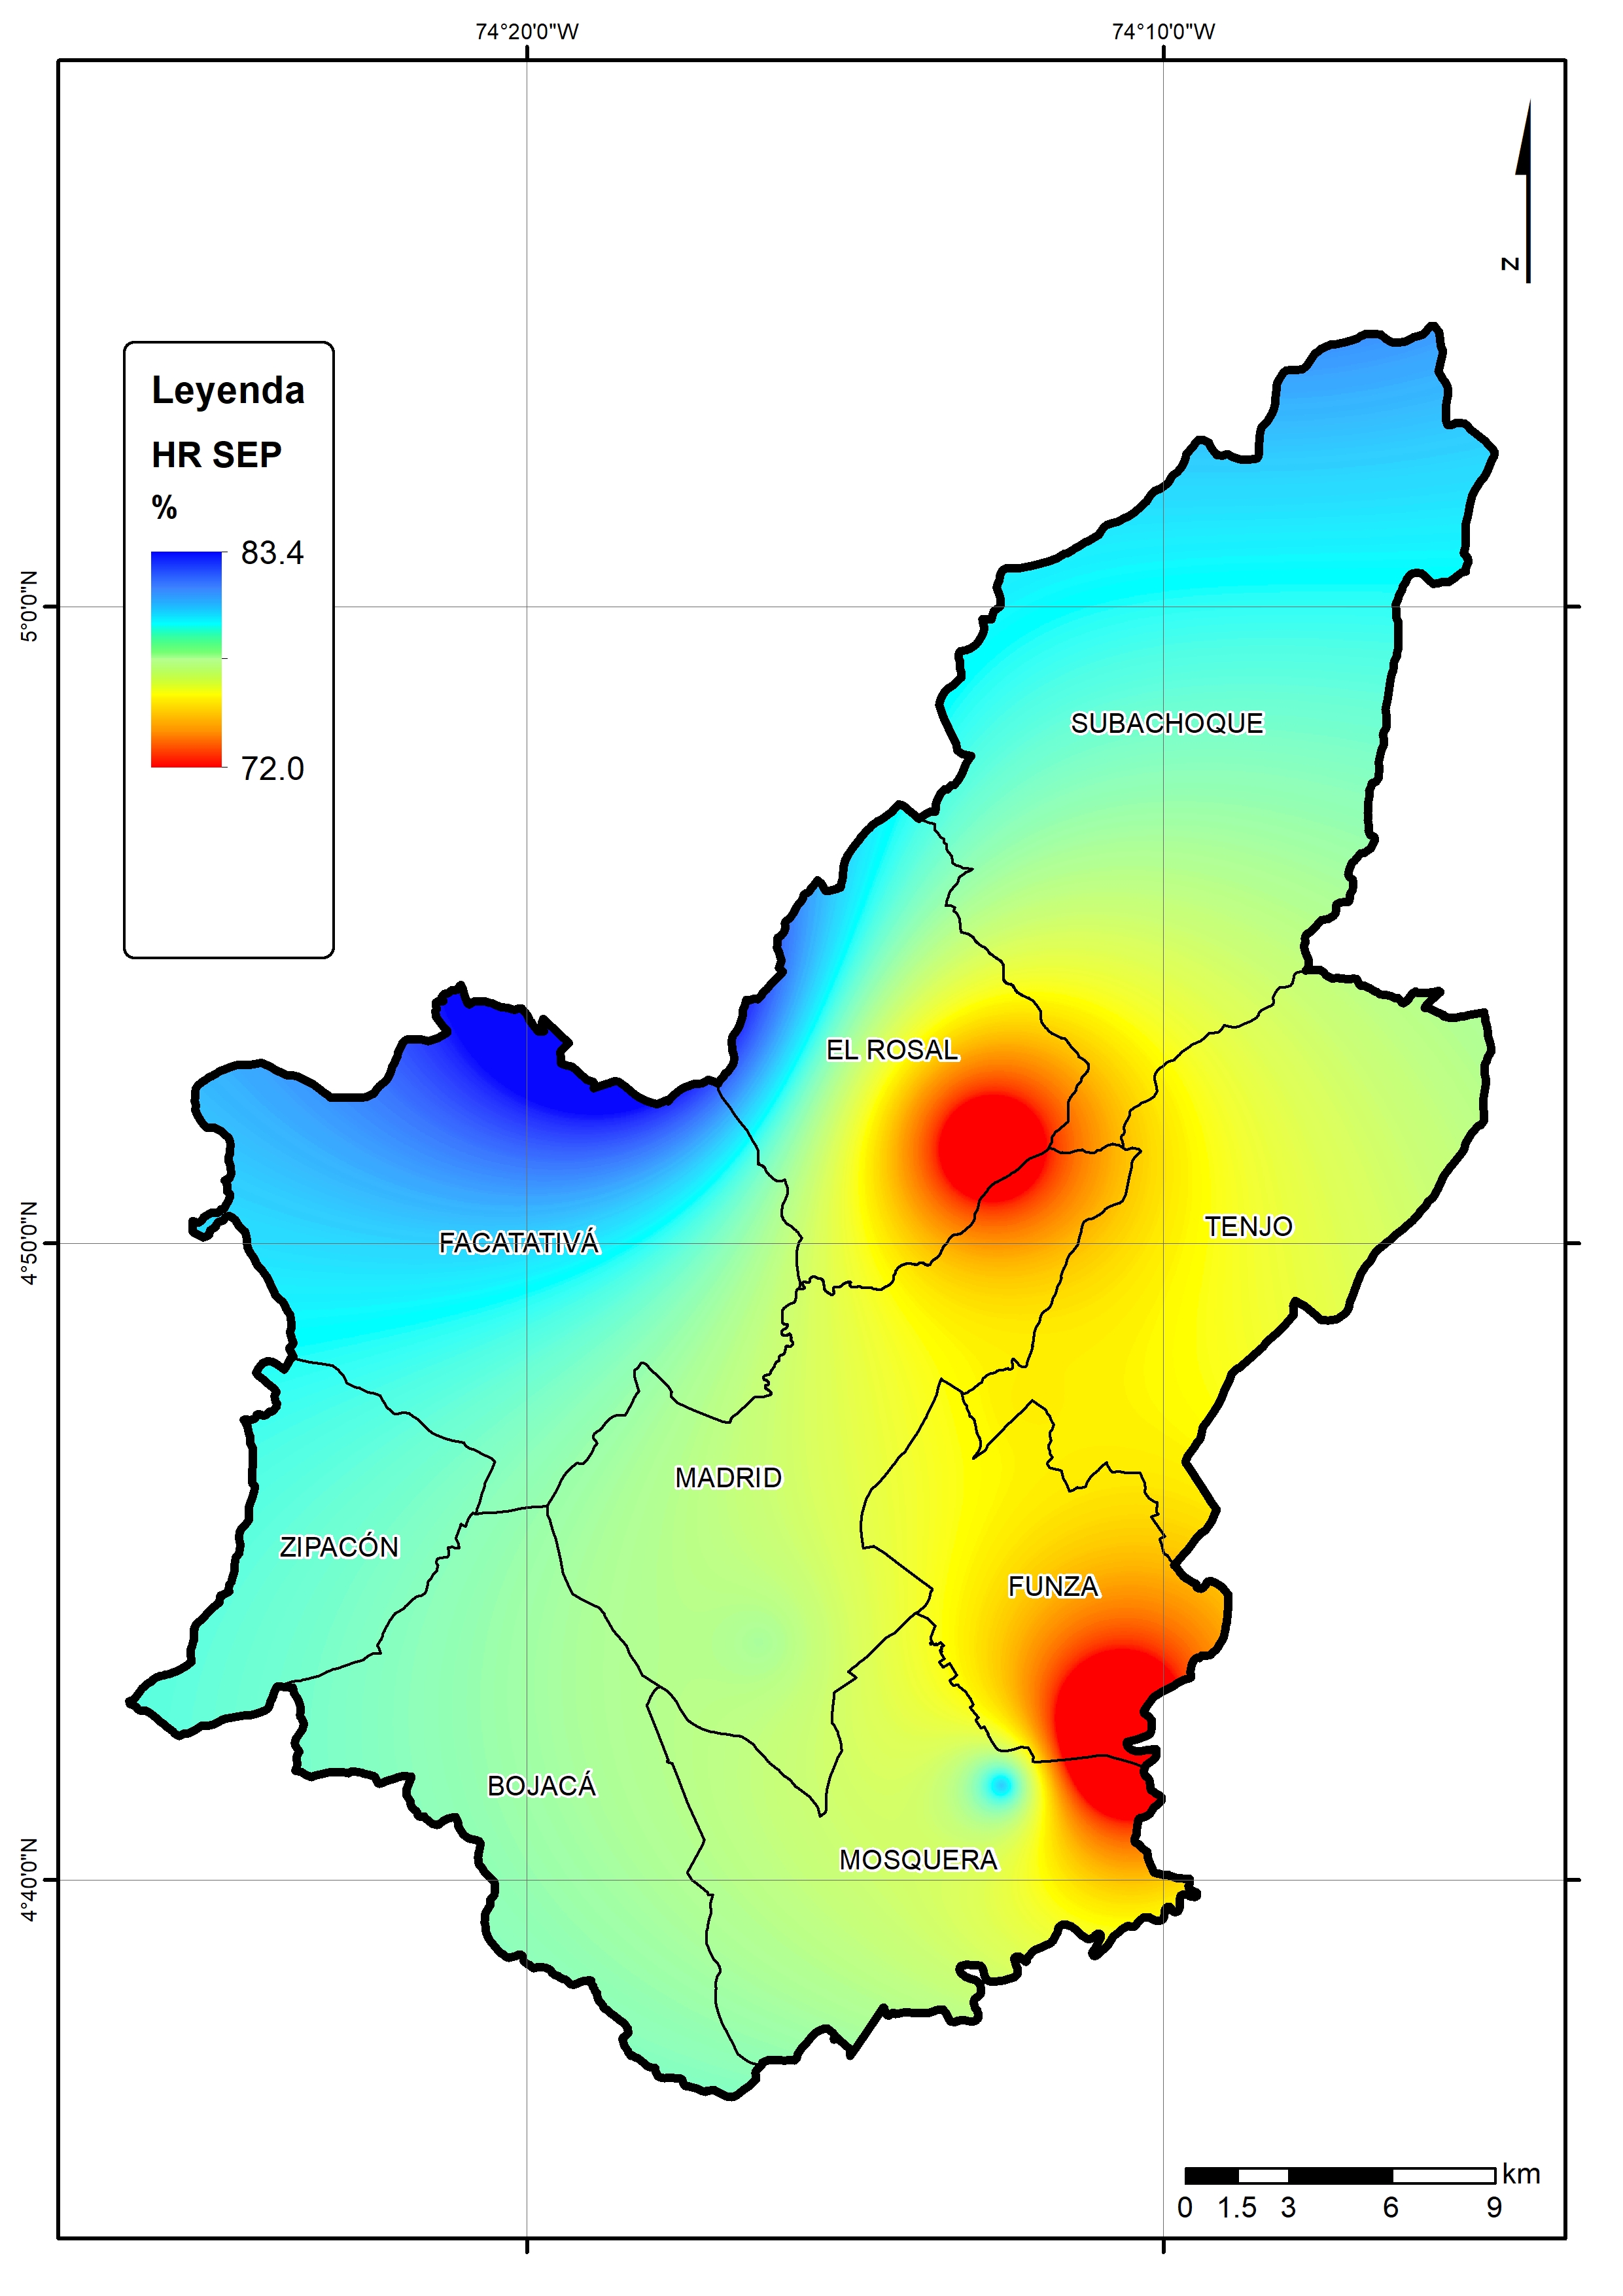 74°20'0"W
74°10'0"W
N
Leyenda
HR SEP
%
83.4
72.0
5°0'0"N
SUBACHOQUE
EL ROSAL
4°50'0"N
FACATATIVÁ
TENJO
MADRID
ZIPACÓN
FUNZA
BOJACÁ
MOSQUERA
4°40'0"N
km
0 1.5 3 6 9